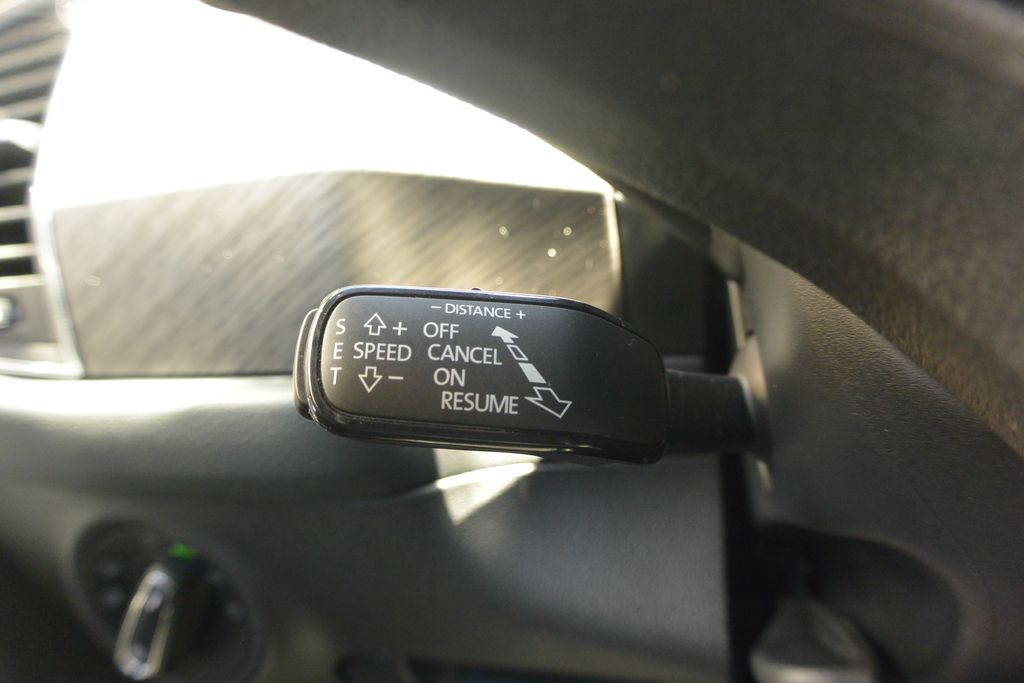 – DISTANCE +
S + OFF
E SPEED CANCEL
T – ON
RESUME